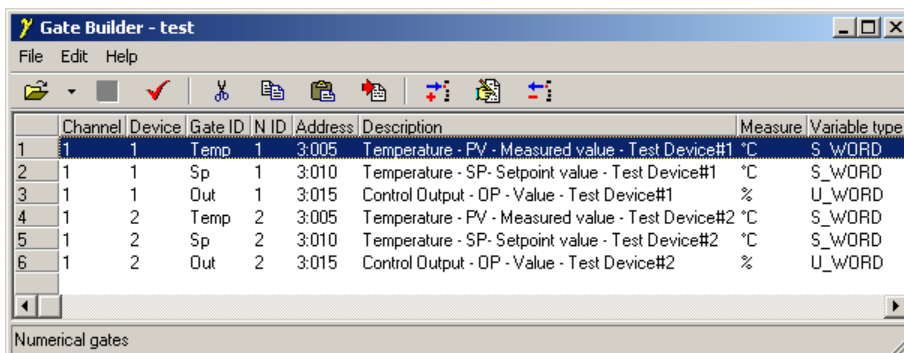 Gate Builder - test
File Edit Help
Channel Device Gate ID N ID Address Description Measure Variable type
1 1 1 Temp 1 3:005 Temperature - PV - Measured value - Test Device#1 °C S_WORD
2 1 1 Sp 1 3:010 Temperature - SP- Setpoint value - Test Device#1 °C S_WORD
3 1 1 Out 1 3:015 Control Output - OP - Value - Test Device#1 % U_WORD
4 1 2 Temp 2 3:005 Temperature - PV - Measured value - Test Device#2 °C S_WORD
5 1 2 Sp 2 3:010 Temperature - SP- Setpoint value - Test Device#2 °C S_WORD
6 1 2 Out 2 3:015 Control Output - OP - Value - Test Device#2 % U_WORD
Numerical gates